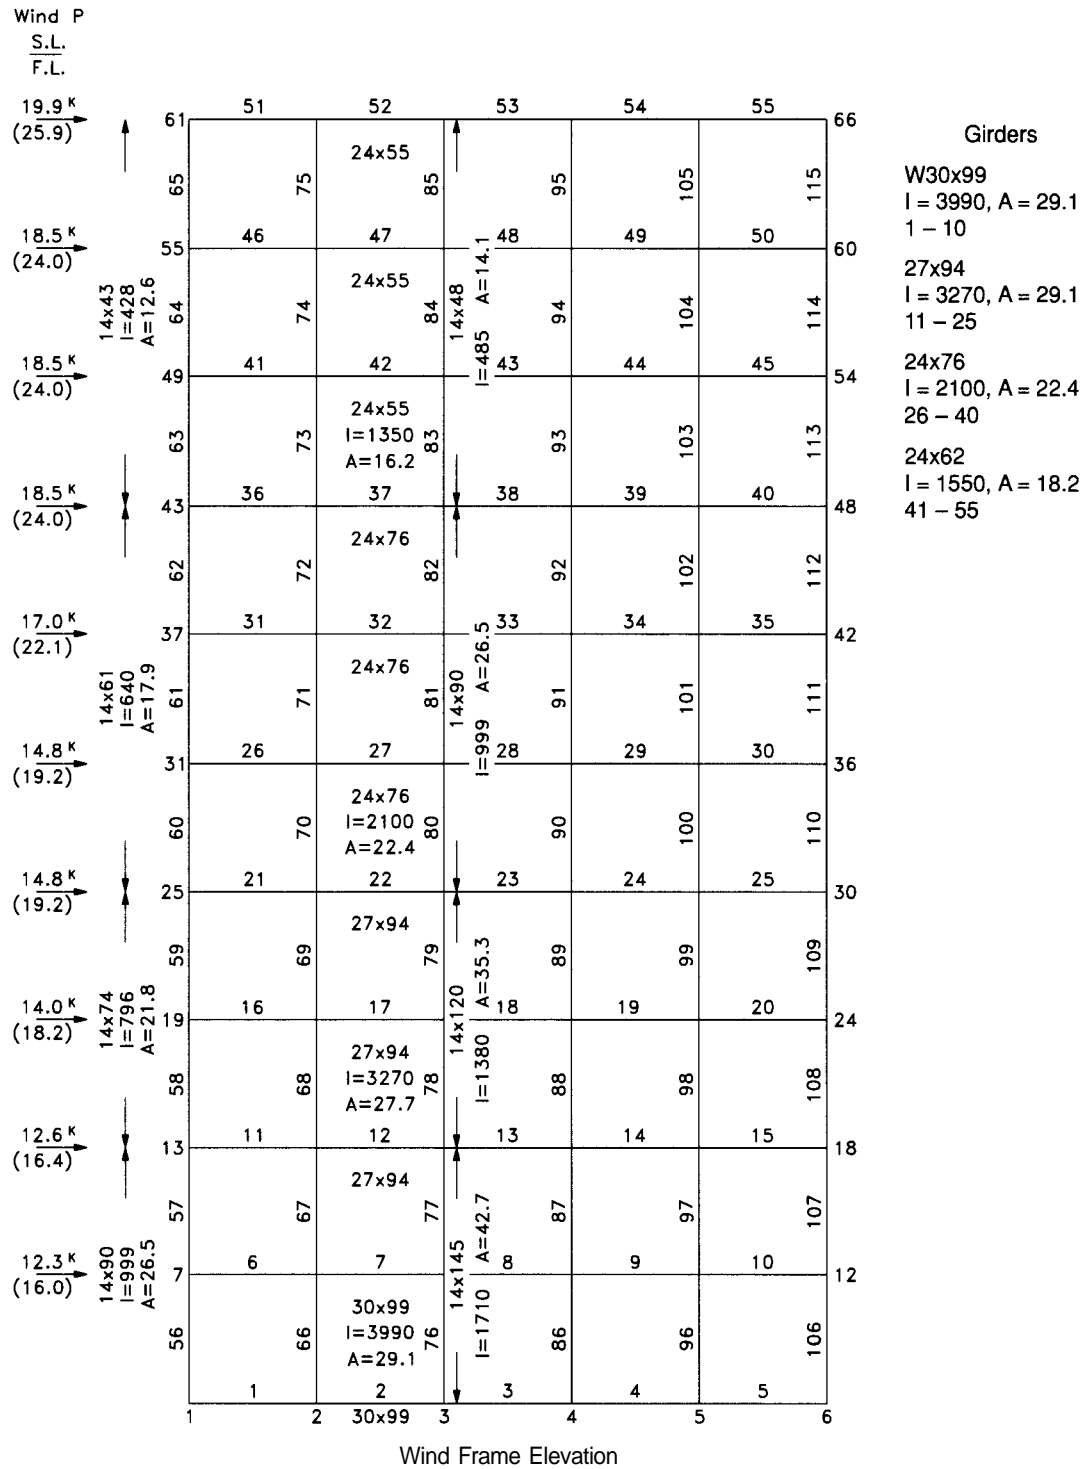 Wind P
S.L.
F.L.
19.9 K
(25.9)
61
51
52
53
54
55
66
24x55
65
75
85
95
105
115
18.5 K
(24.0)
55
46
47
48
49
50
60
14x43
I=428
A=12.6
24x55
64
74
84
14x48
I=485 A=14.1
94
104
114
18.5 K
(24.0)
49
41
42
43
44
45
54
24x55
I=1350
A=16.2
63
73
83
93
103
113
18.5 K
(24.0)
43
36
37
38
39
40
48
24x76
62
72
82
92
102
112
17.0 K
(22.1)
37
31
32
33
34
35
42
14x61
I=640
A=17.9
24x76
61
71
81
14x90
I=999 A=26.5
91
101
111
14.8 K
(19.2)
31
26
27
28
29
30
36
24x76
I=2100
A=22.4
60
70
80
90
100
110
14.8 K
(19.2)
25
21
22
23
24
25
30
27x94
59
69
79
89
99
109
14.0 K
(18.2)
14x74
I=796
A=21.8
19
16
17
14x120
I=1380 A=35.3
18
19
20
24
27x94
I=3270
A=27.7
58
68
78
88
98
108
12.6 K
(16.4)
13
11
12
13
14
15
18
27x94
57
67
77
87
97
107
12.3 K
(16.0)
14x90
I=999
A=26.5
7
6
7
14x145
I=1710 A=42.7
8
9
10
12
30x99
I=3990
A=29.1
56
66
76
86
96
106
1
2
3
4
5
1
2
30x99
3
4
5
6
Wind Frame Elevation
Girders
W30x99
I = 3990, A = 29.1
1 – 10
27x94
I = 3270, A = 29.1
11 – 25
24x76
I = 2100, A = 22.4
26 – 40
24x62
I = 1550, A = 18.2
41 – 55